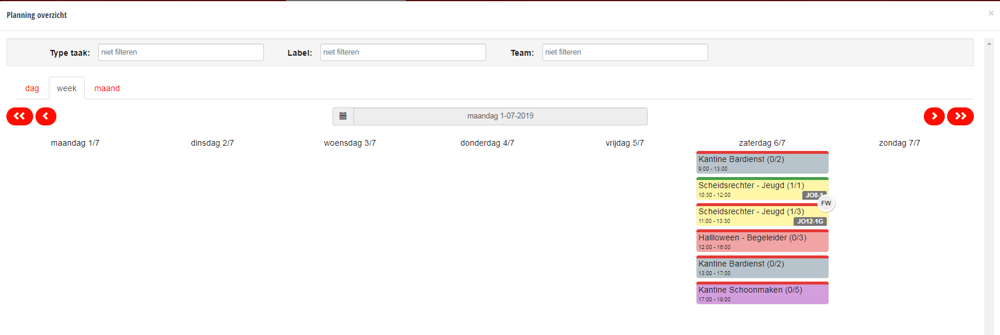 Planning overzicht
×
Type taak: niet filteren Label: niet filteren Team: niet filteren
dag week maand
maandag 1-07-2019
maandag 1/7 dinsdag 2/7 woensdag 3/7 donderdag 4/7 vrijdag 5/7 zaterdag 6/7 zondag 7/7
Kantine Bardienst (0/2)
9:00 - 13:00
Scheidsrechter - Jeugd (1/1)
10:30 - 12:00 JO8-1
FW
Scheidsrechter - Jeugd (1/3)
11:00 - 13:30 JO12-1G
Hallloween - Begeleider (0/3)
12:00 - 16:00
Kantine Bardienst (0/2)
13:00 - 17:00
Kantine Schoonmaken (0/5)
17:00 - 19:00